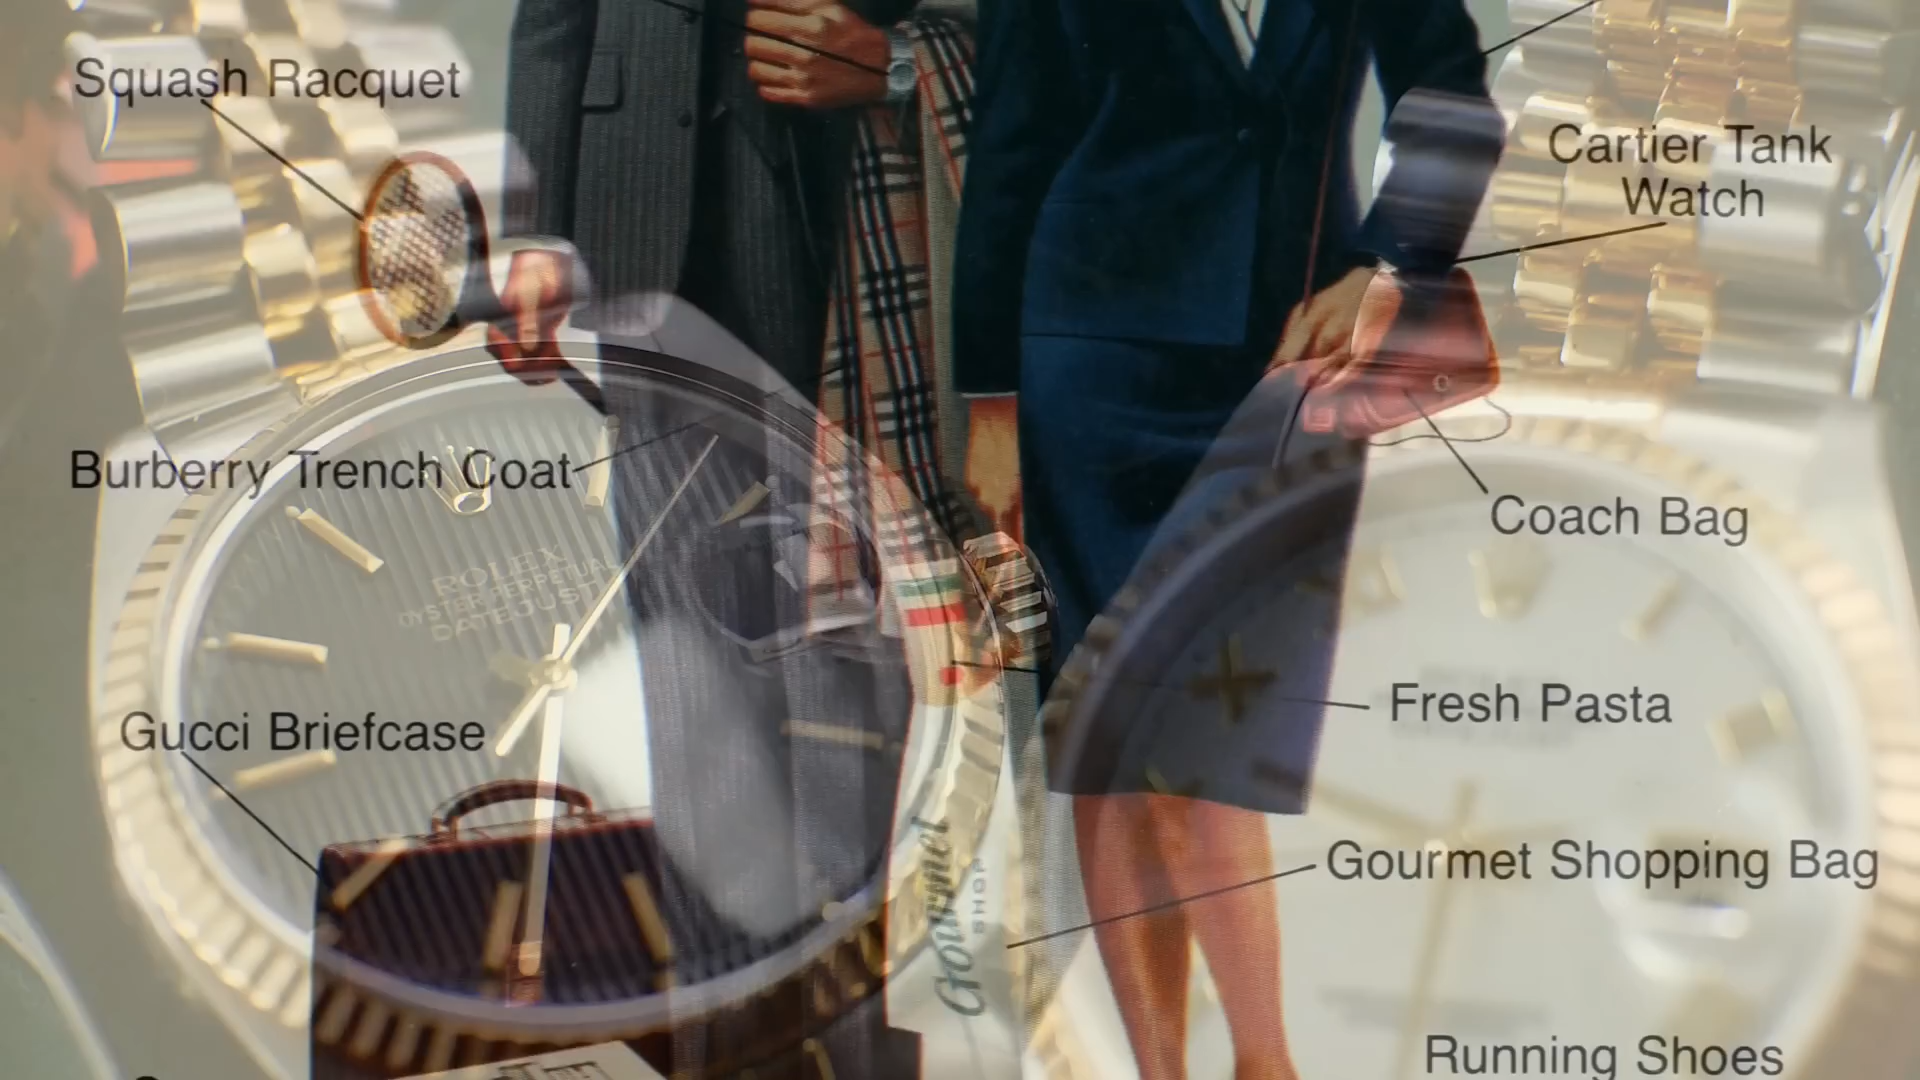 Squash Racquet
Cartier Tank
Watch
Burberry Trench Coat
Coach Bag
ROLEX
OYSTER PERPETUAL
DATEJUST
Gucci Briefcase
Fresh Pasta
Gourmet Shopping Bag
Gourmet
SHOP
Running Shoes